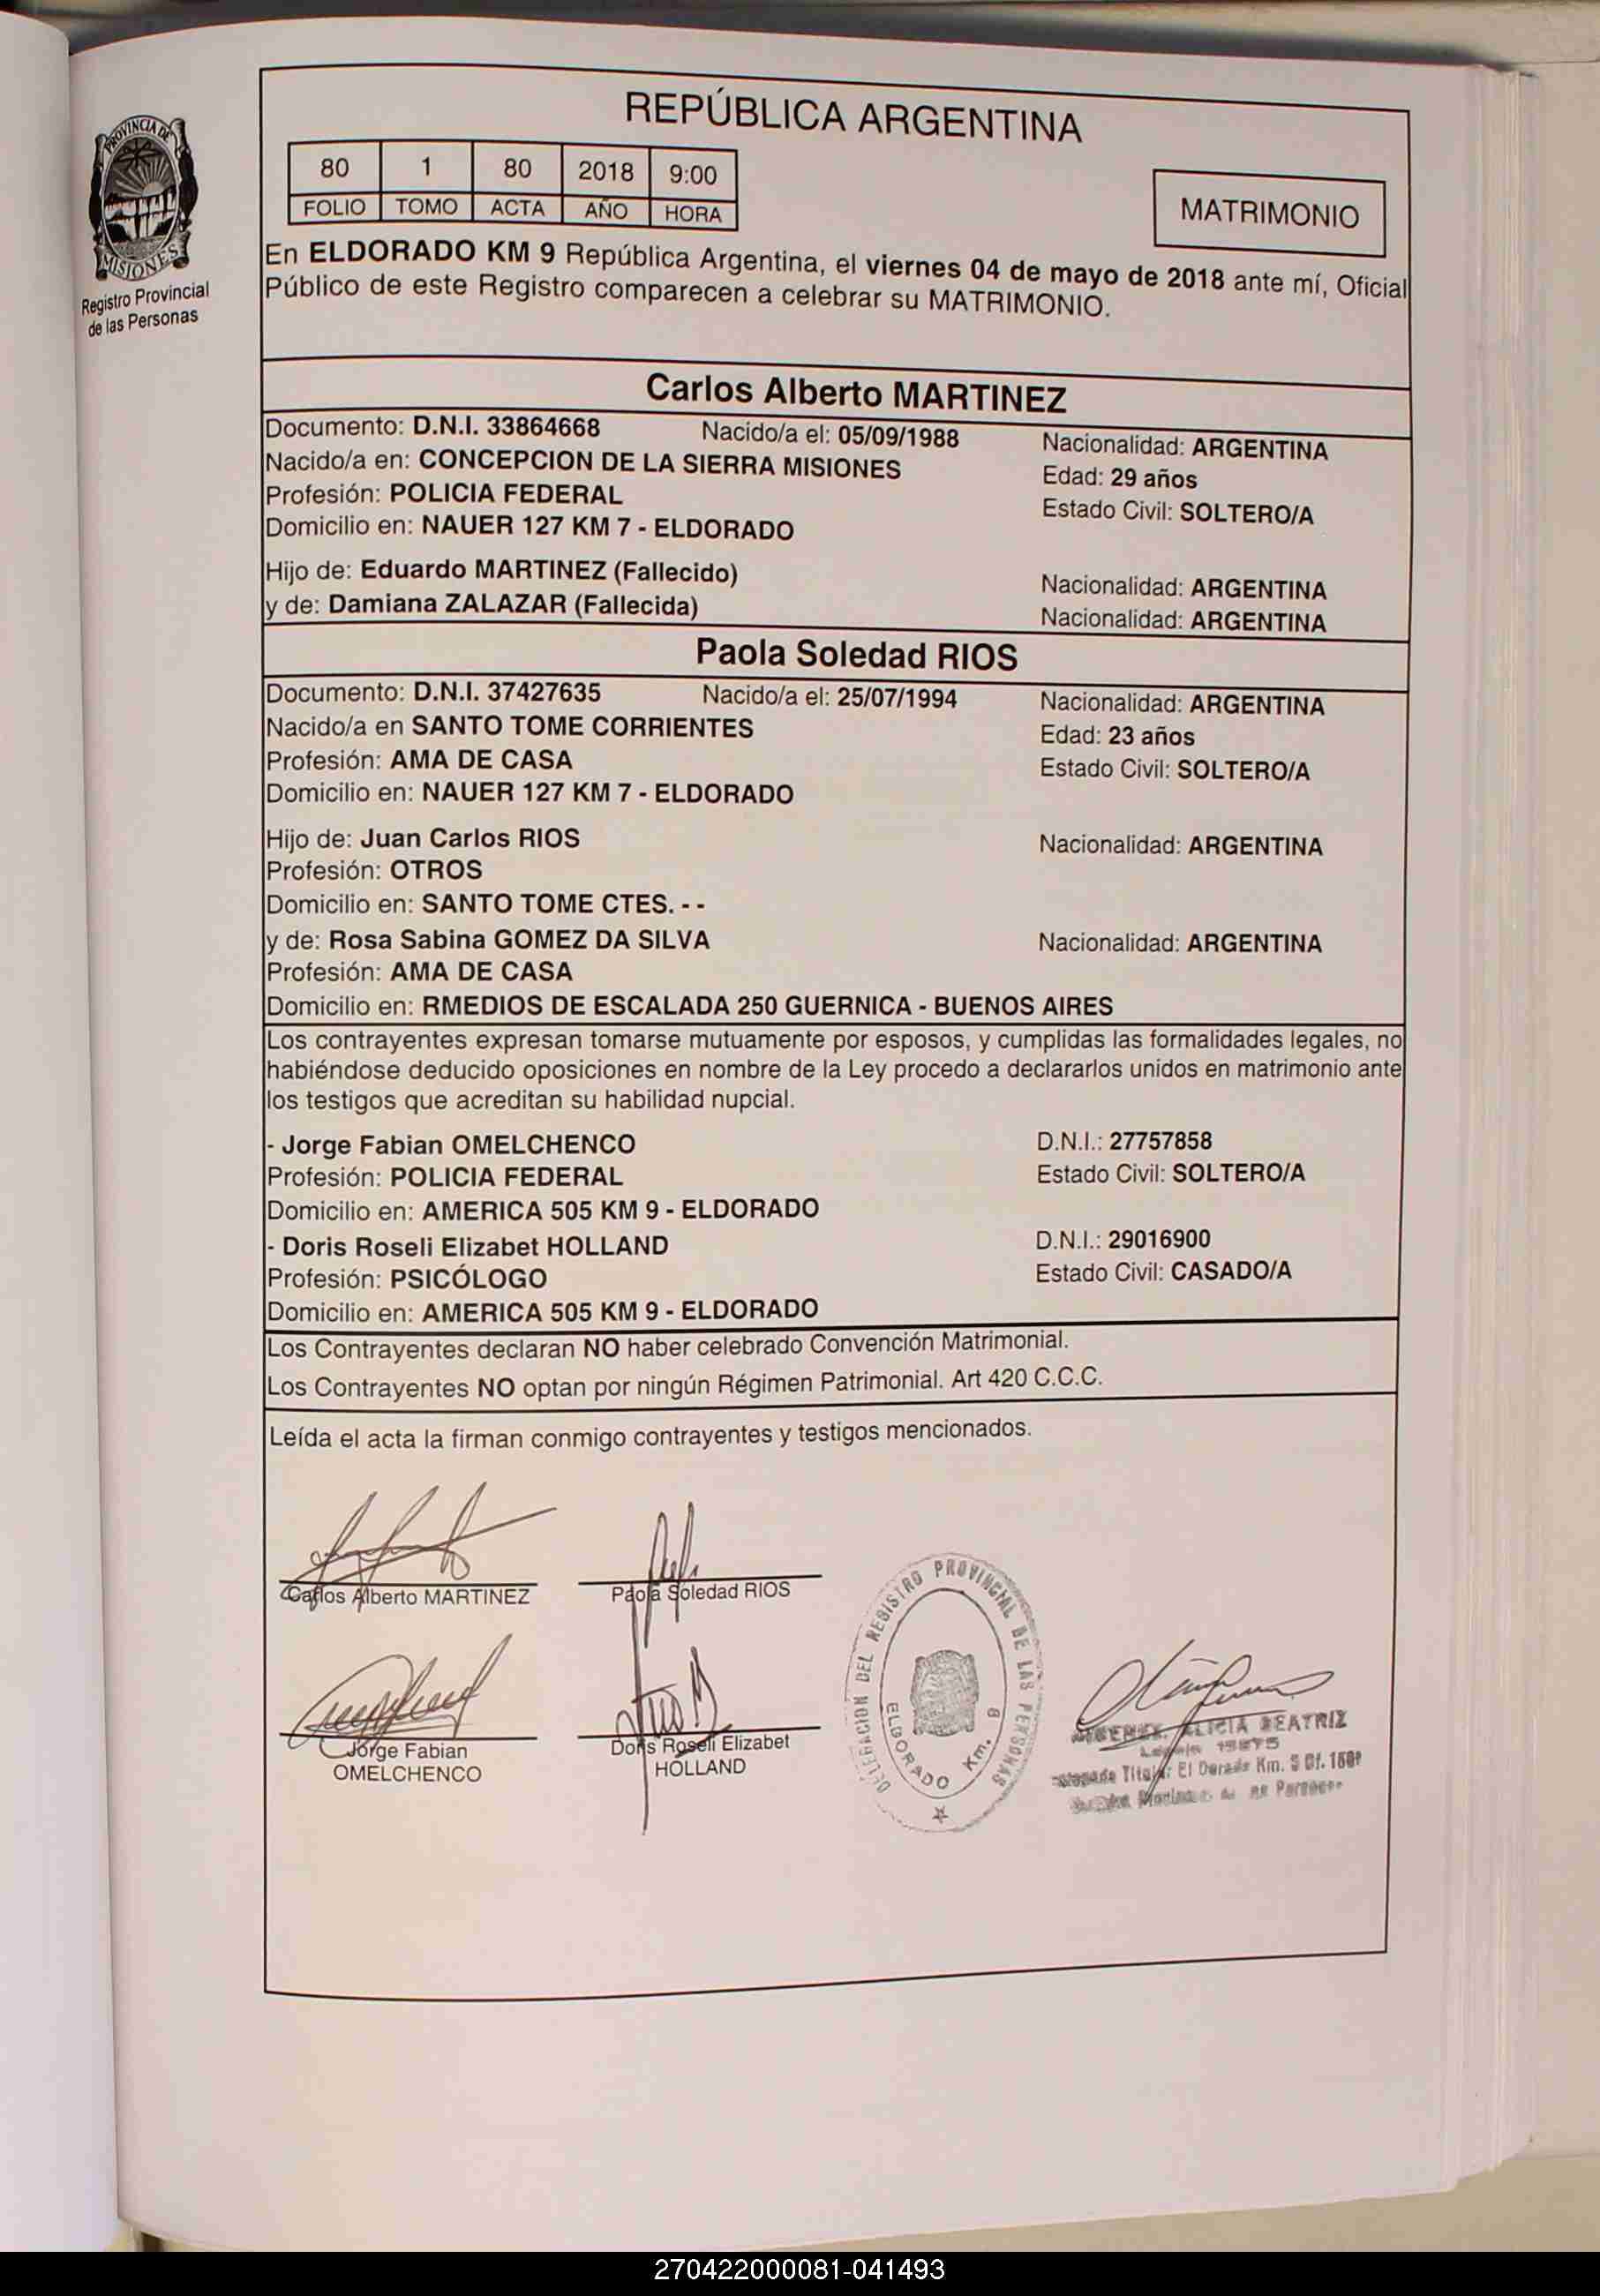 PROVINCIA DE
MISIONES
Registro Provincial
de las Personas
REPÚBLICA ARGENTINA
80 1 80 2018 9:00
FOLIO TOMO ACTA AÑO HORA
MATRIMONIO
En ELDORADO KM 9 República Argentina, el viernes 04 de mayo de 2018 ante mí, Oficial
Público de este Registro comparecen a celebrar su MATRIMONIO.
Carlos Alberto MARTINEZ
Documento: D.N.I. 33864668 Nacido/a el: 05/09/1988 Nacionalidad: ARGENTINA
Nacido/a en: CONCEPCION DE LA SIERRA MISIONES Edad: 29 años
Profesión: POLICIA FEDERAL Estado Civil: SOLTERO/A
Domicilio en: NAUER 127 KM 7 - ELDORADO
Hijo de: Eduardo MARTINEZ (Fallecido) Nacionalidad: ARGENTINA
y de: Damiana ZALAZAR (Fallecida) Nacionalidad: ARGENTINA
Paola Soledad RIOS
Documento: D.N.I. 37427635 Nacido/a el: 25/07/1994 Nacionalidad: ARGENTINA
Nacido/a en SANTO TOME CORRIENTES Edad: 23 años
Profesión: AMA DE CASA Estado Civil: SOLTERO/A
Domicilio en: NAUER 127 KM 7 - ELDORADO
Hijo de: Juan Carlos RIOS Nacionalidad: ARGENTINA
Profesión: OTROS
Domicilio en: SANTO TOME CTES. - -
y de: Rosa Sabina GOMEZ DA SILVA Nacionalidad: ARGENTINA
Profesión: AMA DE CASA
Domicilio en: RMEDIOS DE ESCALADA 250 GUERNICA - BUENOS AIRES
Los contrayentes expresan tomarse mutuamente por esposos, y cumplidas las formalidades legales, no
habiéndose deducido oposiciones en nombre de la Ley procedo a declararlos unidos en matrimonio ante
los testigos que acreditan su habilidad nupcial.
- Jorge Fabian OMELCHENCO D.N.I.: 27757858
Profesión: POLICIA FEDERAL Estado Civil: SOLTERO/A
Domicilio en: AMERICA 505 KM 9 - ELDORADO
- Doris Roseli Elizabet HOLLAND D.N.I.: 29016900
Profesión: PSICÓLOGO Estado Civil: CASADO/A
Domicilio en: AMERICA 505 KM 9 - ELDORADO
Los Contrayentes declaran NO haber celebrado Convención Matrimonial.
Los Contrayentes NO optan por ningún Régimen Patrimonial. Art 420 C.C.C.
Leída el acta la firman conmigo contrayentes y testigos mencionados.
Carlos Alberto MARTINEZ Paola Soledad RIOS
Jorge Fabian
OMELCHENCO
Doris Roseli Elizabet
HOLLAND
DELEGACION DEL REGISTRO PROVINCIAL DE LAS PERSONAS
ELDORADO Km. 9
ALICIA BEATRIZ
Titular El Dorado Km. 9 Of.
270422000081-041493